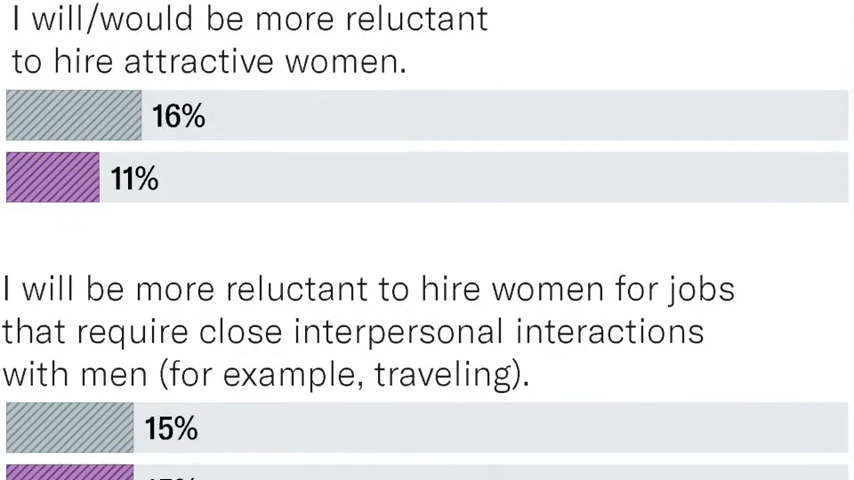 I will/would be more reluctant
to hire attractive women.
16%
11%
I will be more reluctant to hire women for jobs
that require close interpersonal interactions
with men (for example, traveling).
15%